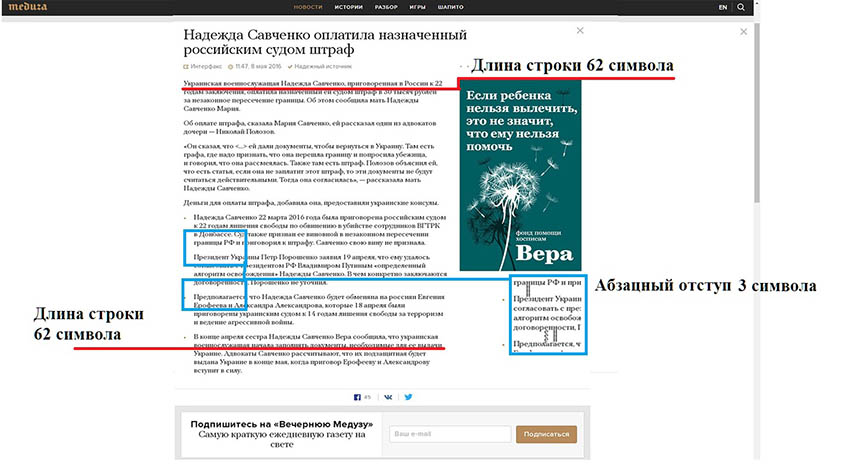 meduza
НОВОСТИ ИСТОРИИ РАЗБОР ИГРЫ ШАПИТО EN
Надежда Савченко оплатила назначенный
российским судом штраф
Интерфакс 11:47, 8 мая 2016 Надежный источник
Длина строки 62 символа
Украинская военнослужащая Надежда Савченко, приговоренная в России к 22
годам заключения, оплатила назначенный ей судом штраф в 30 тысяч рублей
за незаконное пересечение границы. Об этом сообщила мать Надежды
Савченко Мария.
Об оплате штрафа, сказала Мария Савченко, ей рассказал один из адвокатов
дочери — Николай Полозов.
«Он сказал, что <...> ей дали документы, чтобы вернуться в Украину. Там есть
графа, где надо признать, что она перешла границу и попросила убежища,
и говорил, что она рассмеялась. Также там есть штраф. Полозов объяснил ей,
что есть статья, если она не заплатит этот штраф, то эти документы не будут
считаться действительными. Тогда она согласилась», — рассказала мать
Надежды Савченко.
Деньги для оплаты штрафа, добавила она, предоставили украинские консулы.
Надежда Савченко 22 марта 2016 года была приговорена российским судом
к 22 годам лишения свободы по обвинению в убийстве сотрудников ВГТРК
в Донбассе. Суд также признал ее виновной в незаконном пересечении
границы РФ и приговорил к штрафу. Савченко свою вину не признала.
Президент Украины Петр Порошенко заявил 19 апреля, что ему удалось
президентом РФ Владимиром Путиным «определенный
алгоритм освобождения» Надежды Савченко. В чем конкретно заключаются
договоренности, Порошенко не уточнил.
Предполагается, что Надежда Савченко будет обменяна на россиян Евгения
Ерофеева и Александра Александрова, которые 18 апреля были
приговорены украинским судом к 14 годам лишения свободы за терроризм
и ведение агрессивной войны.
В конце апреля сестра Надежды Савченко Вера сообщила, что украинская
военнослужащая начала заполнять документы, необходимые для ее выдачи
Украине. Адвокаты Савченко рассчитывают, что их подзащитная будет
выдана Украине в конце мая, когда приговор Ерофееву и Александрову
вступит в силу.
Если ребенка
нельзя вылечить,
это не значит,
что ему нельзя
помочь
фонд помощи
хосписам
Вера
границы РФ и при
Президент Украин
согласовать с пре
алгоритм освобож
договоренности, П
Предполагается, ч
Абзацный отступ 3 символа
Длина строки
62 символа
85
Подпишитесь на «Вечернюю Медузу»
Самую краткую ежедневную газету на
свете
Ваш e-mail
Подписаться